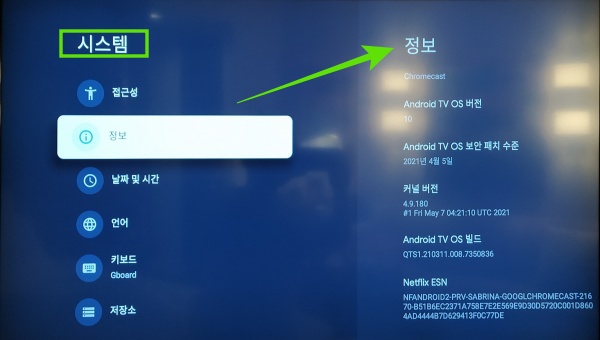 시스템
접근성
정보
날짜 및 시간
언어
키보드
Gboard
저장소
정보
Chromecast
Android TV OS 버전
10
Android TV OS 보안 패치 수준
2021년 4월 5일
커널 버전
4.9.180
#1 Fri May 7 04:21:10 UTC 2021
Android TV OS 빌드
QTS1.210311.008.7350836
Netflix ESN
NFANDROID2-PRV-SABRINA-GOOGLCHROMECAST-216
70-B51B6EC2371A758E7E2E569E9D30D5720C001D860
4AD4444B7D629413F0C77DE